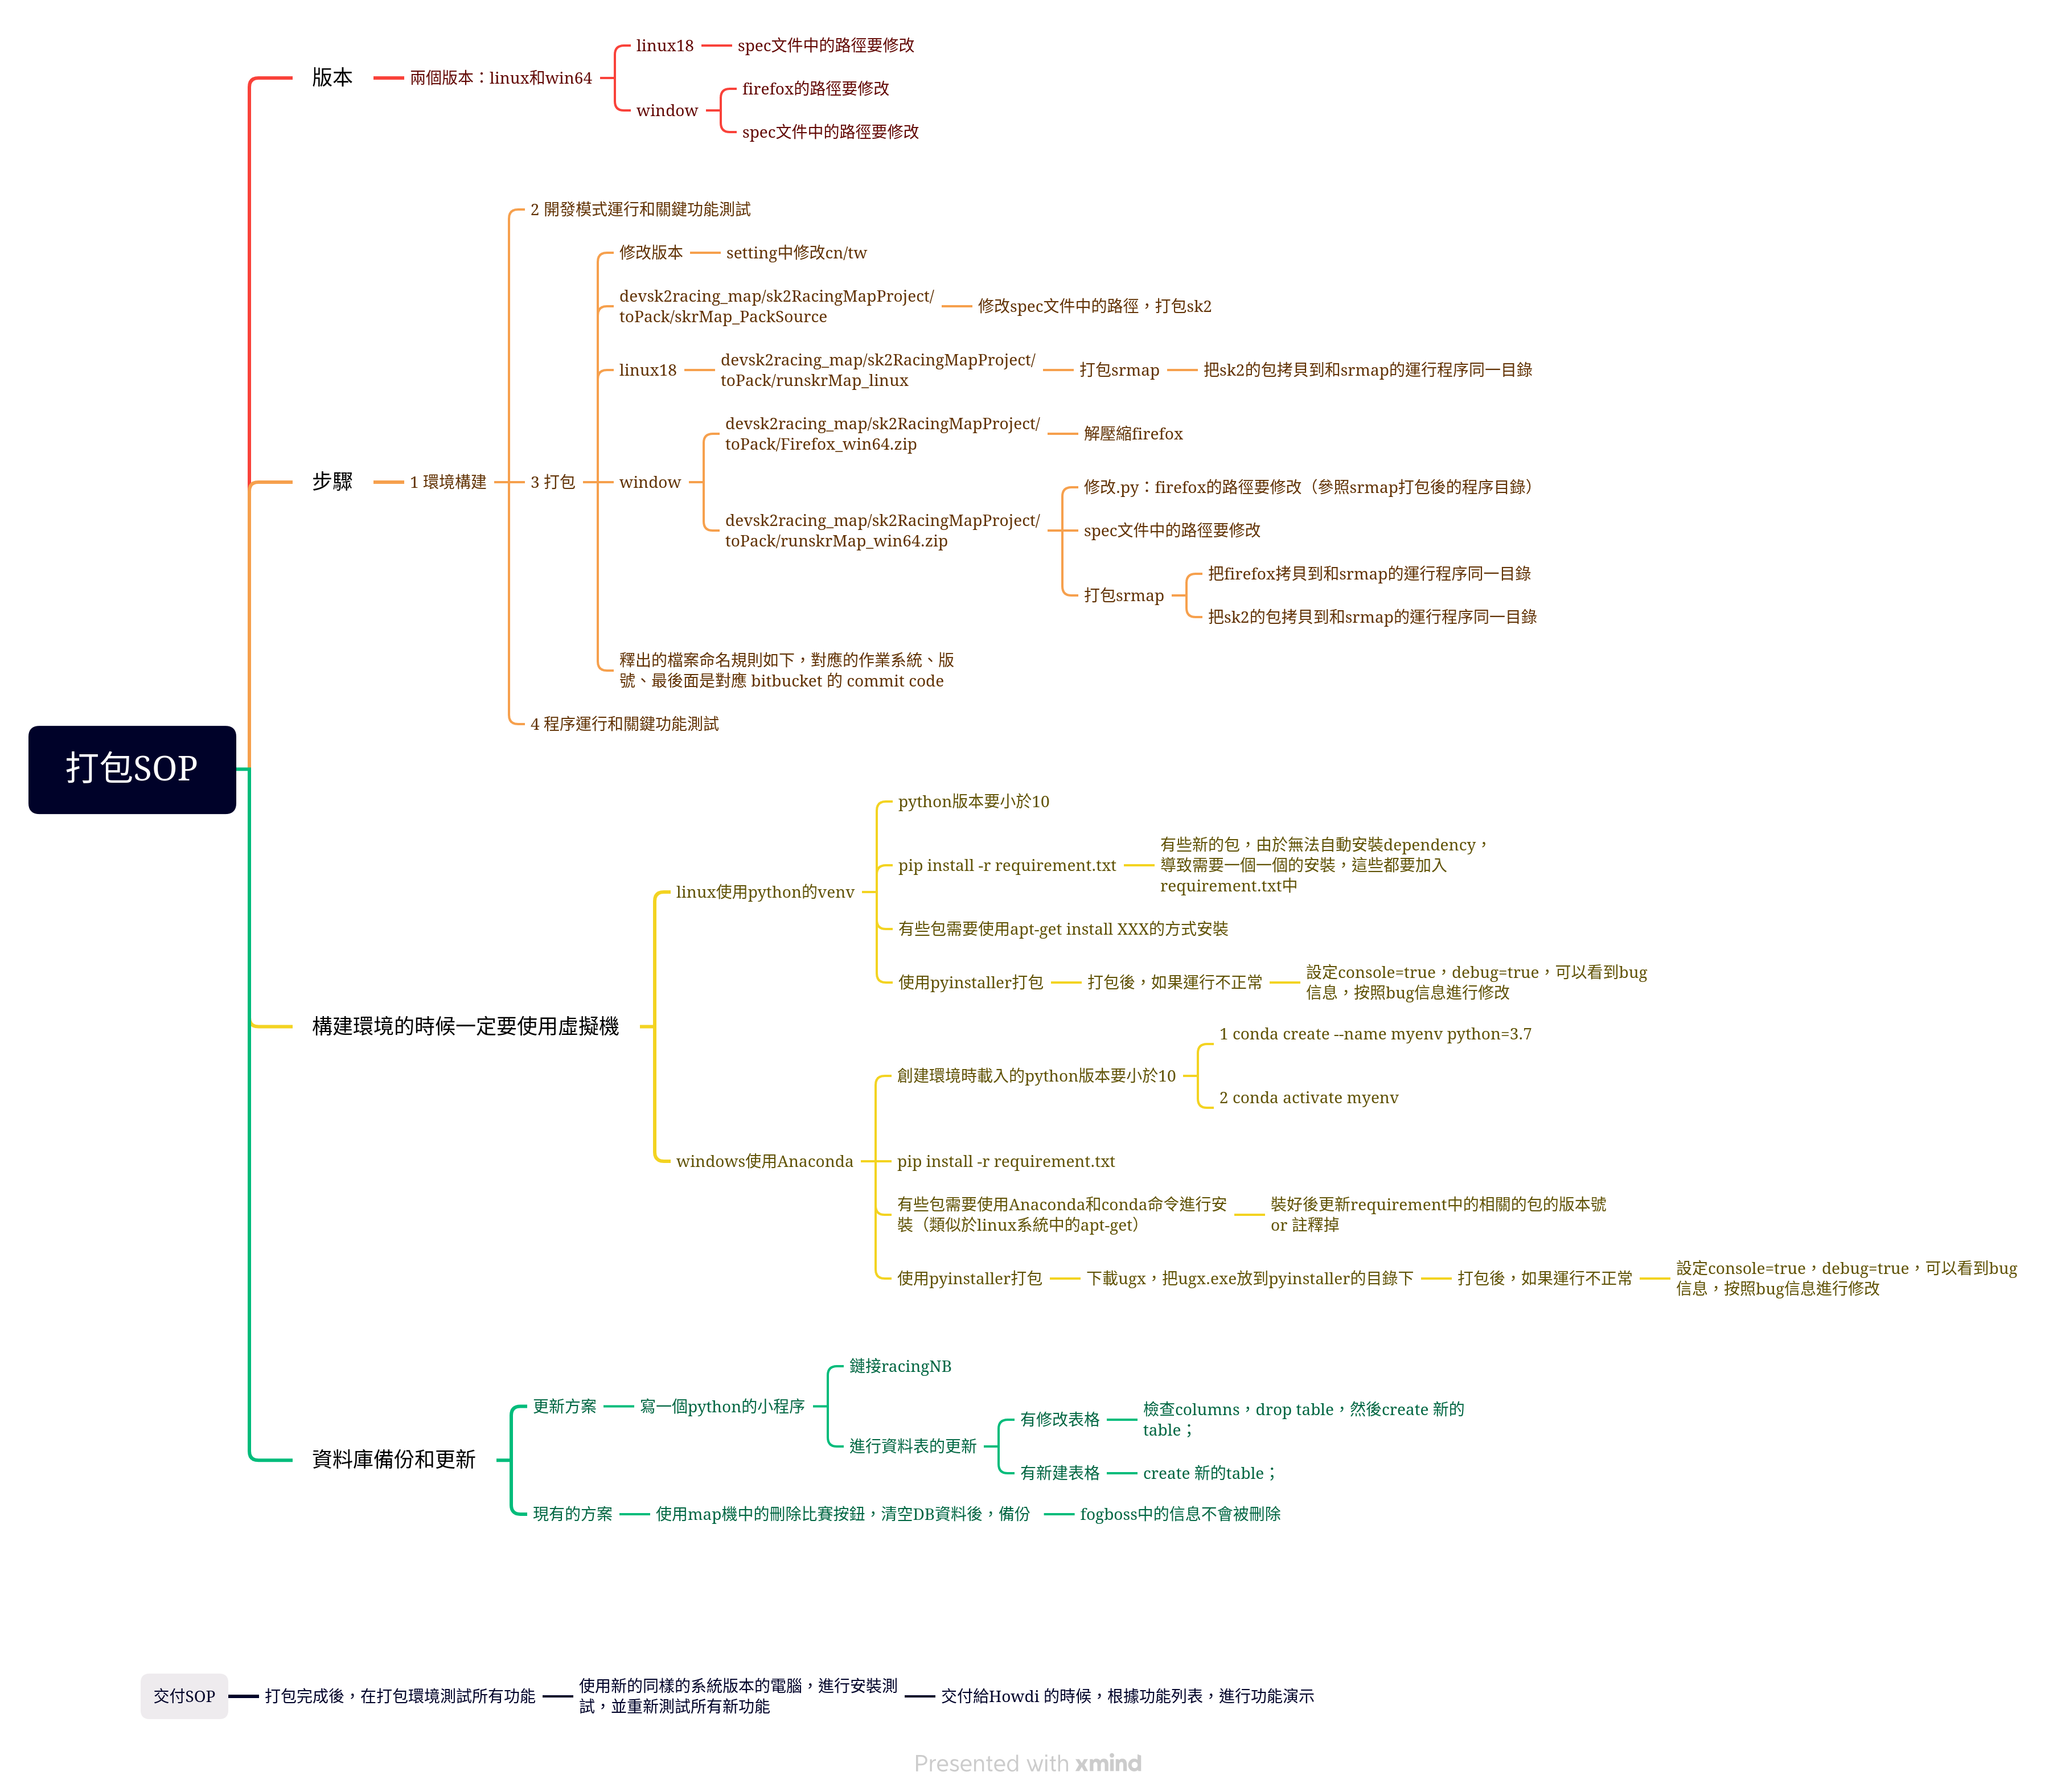 打包SOP
版本
兩個版本：linux和win64
linux18
spec文件中的路徑要修改
window
firefox的路徑要修改
spec文件中的路徑要修改
步驟
1 環境構建
2 開發模式運行和關鍵功能測試
3 打包
修改版本
setting中修改cn/tw
devsk2racing_map/sk2RacingMapProject/
toPack/skrMap_PackSource
修改spec文件中的路徑，打包sk2
linux18
devsk2racing_map/sk2RacingMapProject/
toPack/runskrMap_linux
打包srmap
把sk2的包拷貝到和srmap的運行程序同一目錄
window
devsk2racing_map/sk2RacingMapProject/
toPack/Firefox_win64.zip
解壓縮firefox
devsk2racing_map/sk2RacingMapProject/
toPack/runskrMap_win64.zip
修改.py：firefox的路徑要修改（參照srmap打包後的程序目錄）
spec文件中的路徑要修改
打包srmap
把firefox拷貝到和srmap的運行程序同一目錄
把sk2的包拷貝到和srmap的運行程序同一目錄
釋出的檔案命名規則如下，對應的作業系統、版
號、最後面是對應 bitbucket 的 commit code
4 程序運行和關鍵功能測試
構建環境的時候一定要使用虛擬機
linux使用python的venv
python版本要小於10
pip install -r requirement.txt
有些新的包，由於無法自動安裝dependency，
導致需要一個一個的安裝，這些都要加入
requirement.txt中
有些包需要使用apt-get install XXX的方式安裝
使用pyinstaller打包
打包後，如果運行不正常
設定console=true，debug=true，可以看到bug
信息，按照bug信息進行修改
windows使用Anaconda
創建環境時載入的python版本要小於10
1 conda create --name myenv python=3.7
2 conda activate myenv
pip install -r requirement.txt
有些包需要使用Anaconda和conda命令進行安
裝（類似於linux系統中的apt-get）
裝好後更新requirement中的相關的包的版本號
or 註釋掉
使用pyinstaller打包
下載ugx，把ugx.exe放到pyinstaller的目錄下
打包後，如果運行不正常
設定console=true，debug=true，可以看到bug
信息，按照bug信息進行修改
資料庫備份和更新
更新方案
寫一個python的小程序
鏈接racingNB
進行資料表的更新
有修改表格
檢查columns，drop table，然後create 新的
table；
有新建表格
create 新的table；
現有的方案
使用map機中的刪除比賽按鈕，清空DB資料後，備份
fogboss中的信息不會被刪除
交付SOP
打包完成後，在打包環境測試所有功能
使用新的同樣的系統版本的電腦，進行安裝測
試，並重新測試所有新功能
交付給Howdi 的時候，根據功能列表，進行功能演示
Presented with xmind